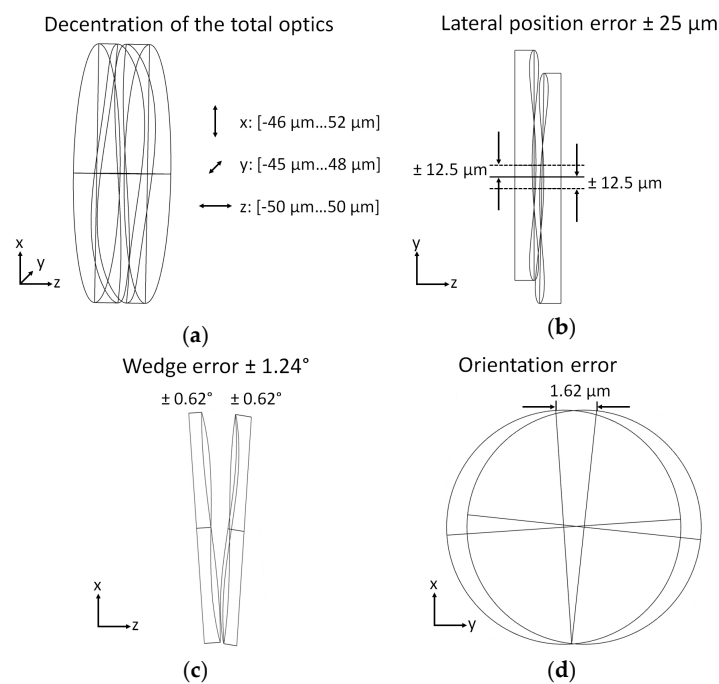 Decentration of the total optics
x: [-46 µm...52 µm]
y: [-45 µm...48 µm]
z: [-50 µm...50 µm]
x
y
z
(a)
Lateral position error ± 25 µm
± 12.5 µm
± 12.5 µm
y
z
(b)
Wedge error ± 1.24°
± 0.62° ± 0.62°
x
z
(c)
Orientation error
1.62 µm
x
y
(d)